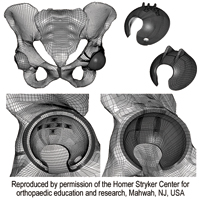 Reproduced by permission of the Homer Stryker Center for
orthopaedic education and research, Mahwah, NJ, USA